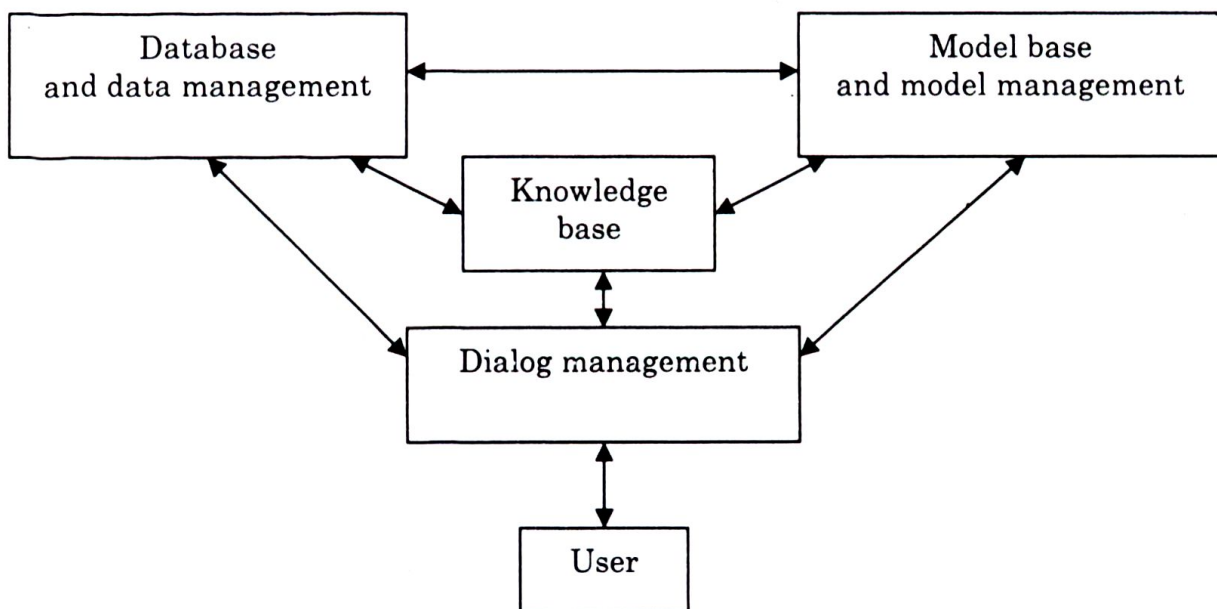 Database
and data management
Model base
and model management
Knowledge
base
Dialog management
User